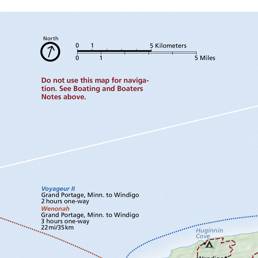 North
0 1 5 Kilometers
0 1 5 Miles
Do not use this map for naviga-
tion. See Boating and Boaters
Notes above.
Voyageur II
Grand Portage, Minn. to Windigo
2 hours one-way
Wenonah
Grand Portage, Minn. to Windigo
3 hours one-way
22mi/35km
Huginnin
Cove